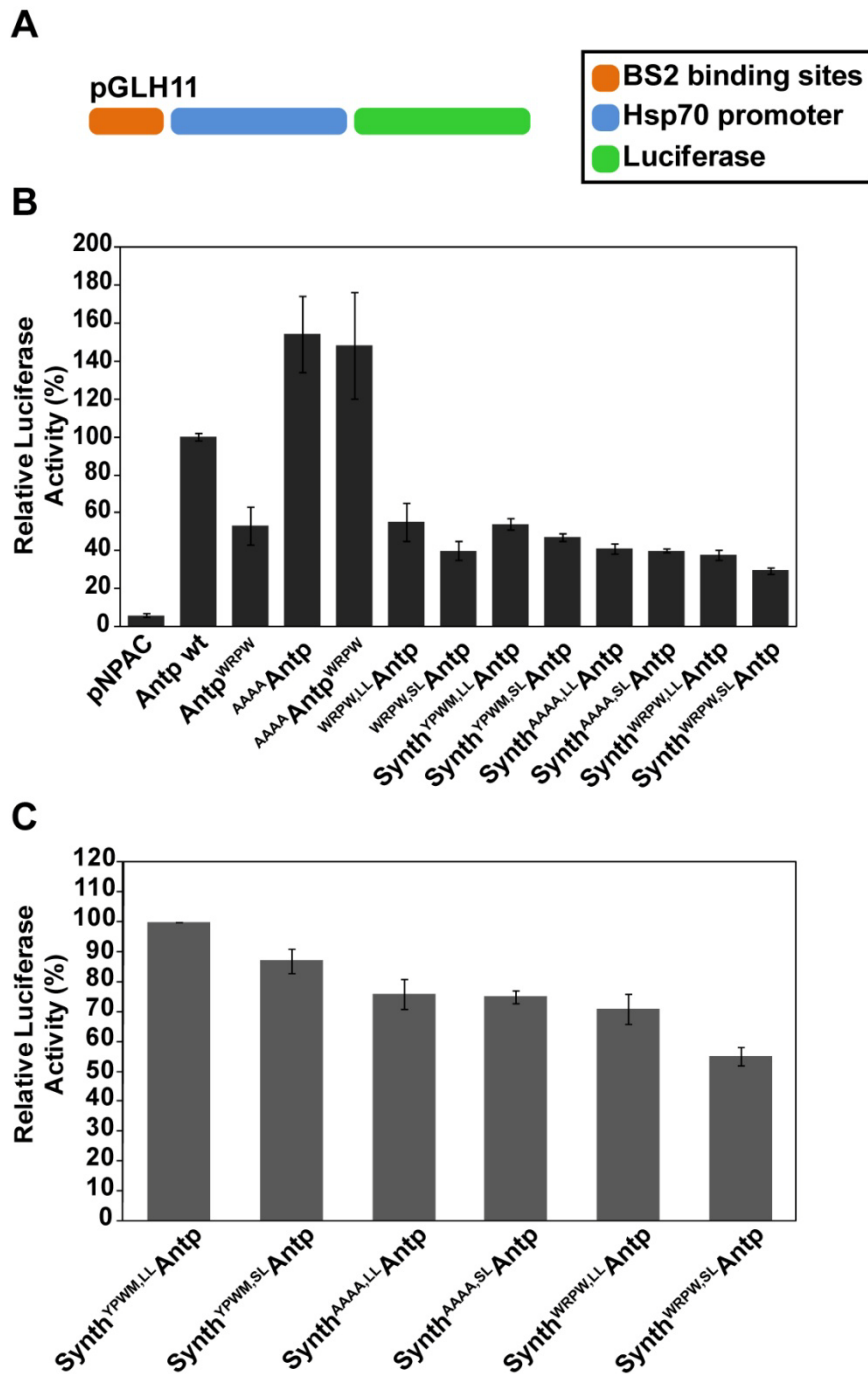 A
pGLH11
BS2 binding sites
Hsp70 promoter
Luciferase
B
Relative Luciferase
Activity (%)
200
180
160
140
120
100
80
60
40
20
0
pNPAC
Antp wt
AntpWRPW
AAAAAntp
AAAAAntpWRPW
WRPW,LLAntp
WRPW,SLAntp
SynthYPWM,LLAntp
SynthYPWM,SLAntp
SynthAAAA,LLAntp
SynthAAAA,SLAntp
SynthWRPW,LLAntp
SynthWRPW,SLAntp
C
Relative Luciferase
Activity (%)
120
110
100
90
80
70
60
50
40
30
20
10
0
SynthYPWM,LLAntp
SynthYPWM,SLAntp
SynthAAAA,LLAntp
SynthAAAA,SLAntp
SynthWRPW,LLAntp
SynthWRPW,SLAntp